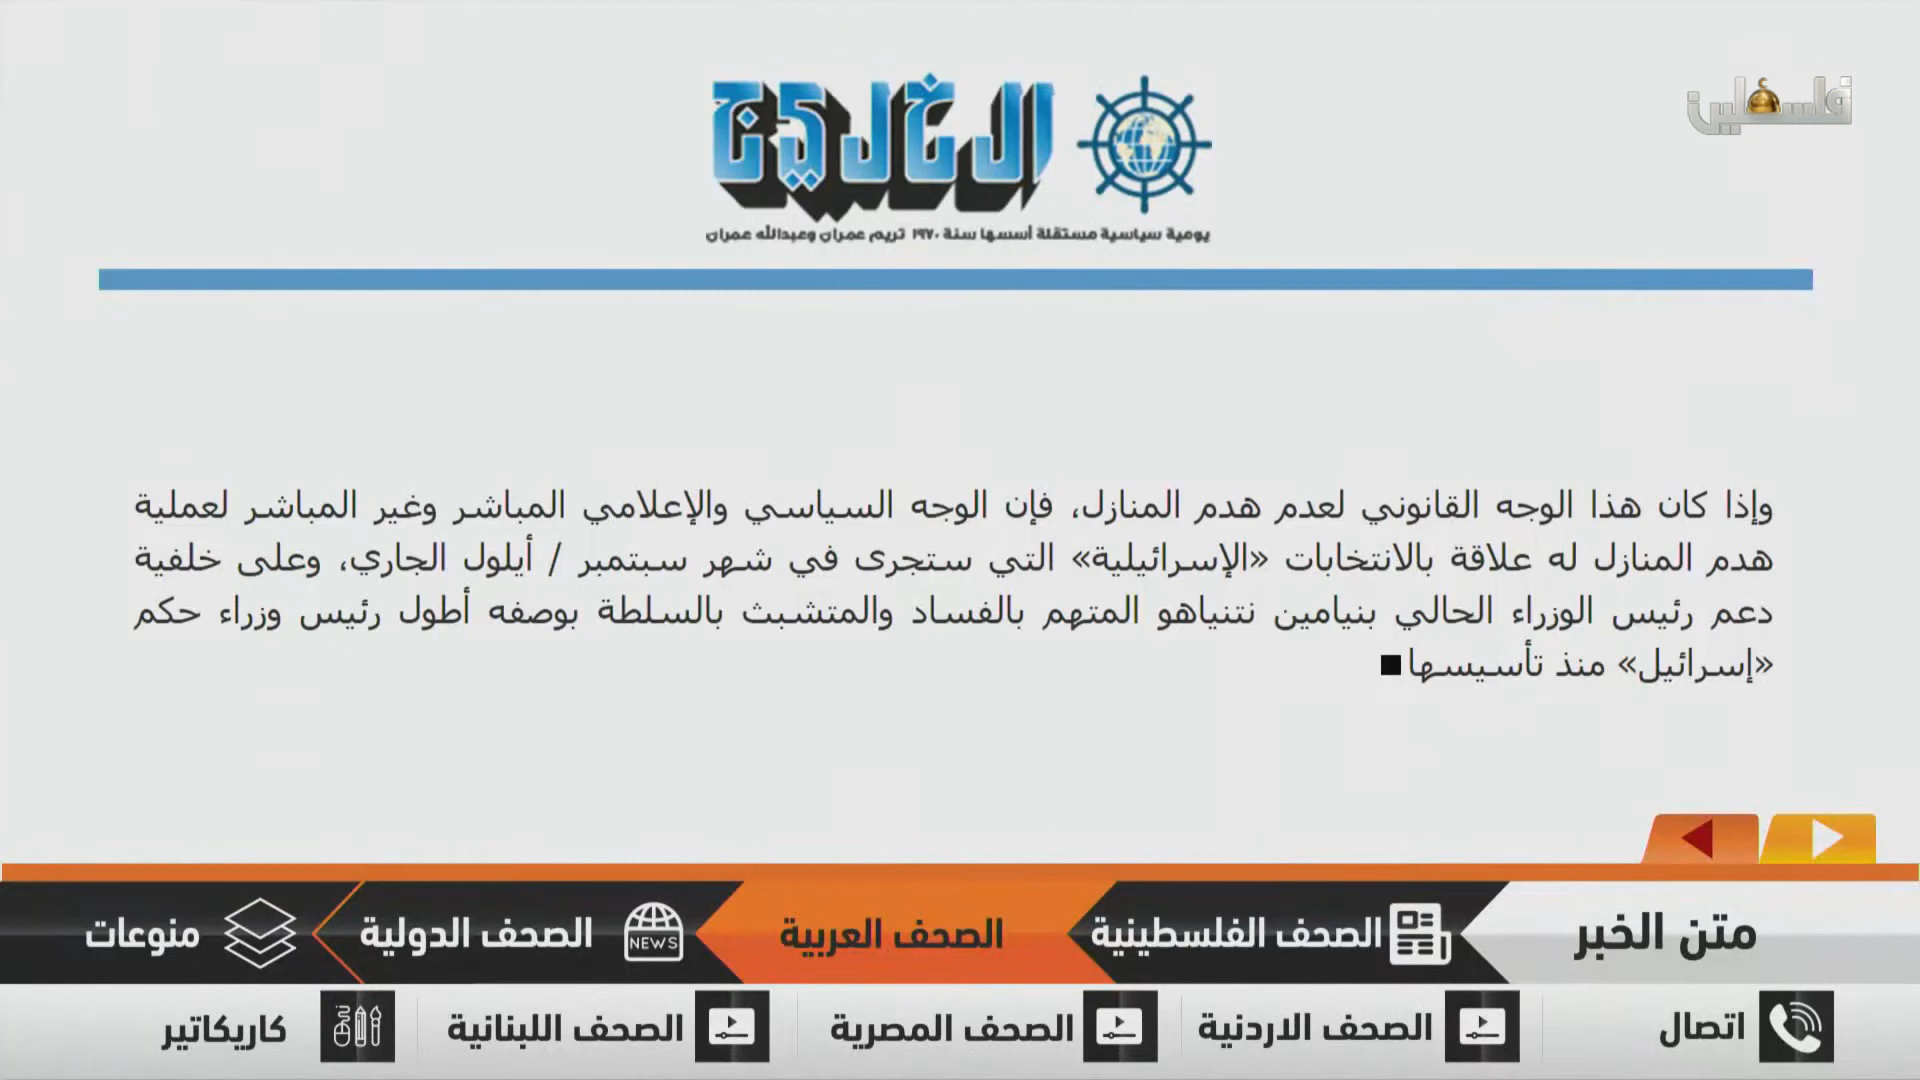 الخليج
فلسطين
يومية سياسية مستقلة أسسها سنة ١٩٧٠ تريم عمران وعبدالله عمران
وإذا كان هذا الوجه القانوني لعدم هدم المنازل، فإن الوجه السياسي والإعلامي المباشر وغير المباشر لعملية
هدم المنازل له علاقة بالانتخابات «الإسرائيلية» التي ستجرى في شهر سبتمبر / أيلول الجاري، وعلى خلفية
دعم رئيس الوزراء الحالي بنيامين نتنياهو المتهم بالفساد والمتشبث بالسلطة بوصفه أطول رئيس وزراء حكم
«إسرائيل» منذ تأسيسها■
متن الخبر
الصحف الفلسطينية
الصحف العربية
NEWS
الصحف الدولية
منوعات
اتصال
الصحف الاردنية
الصحف المصرية
الصحف اللبنانية
كاريكاتير